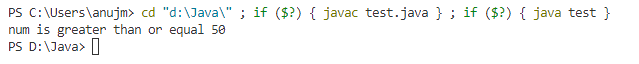 PS C:\Users\anujm> cd "d:\Java\" ; if ($?) { javac test.java } ; if ($?) { java test }
num is greater than or equal 50
PS D:\Java>